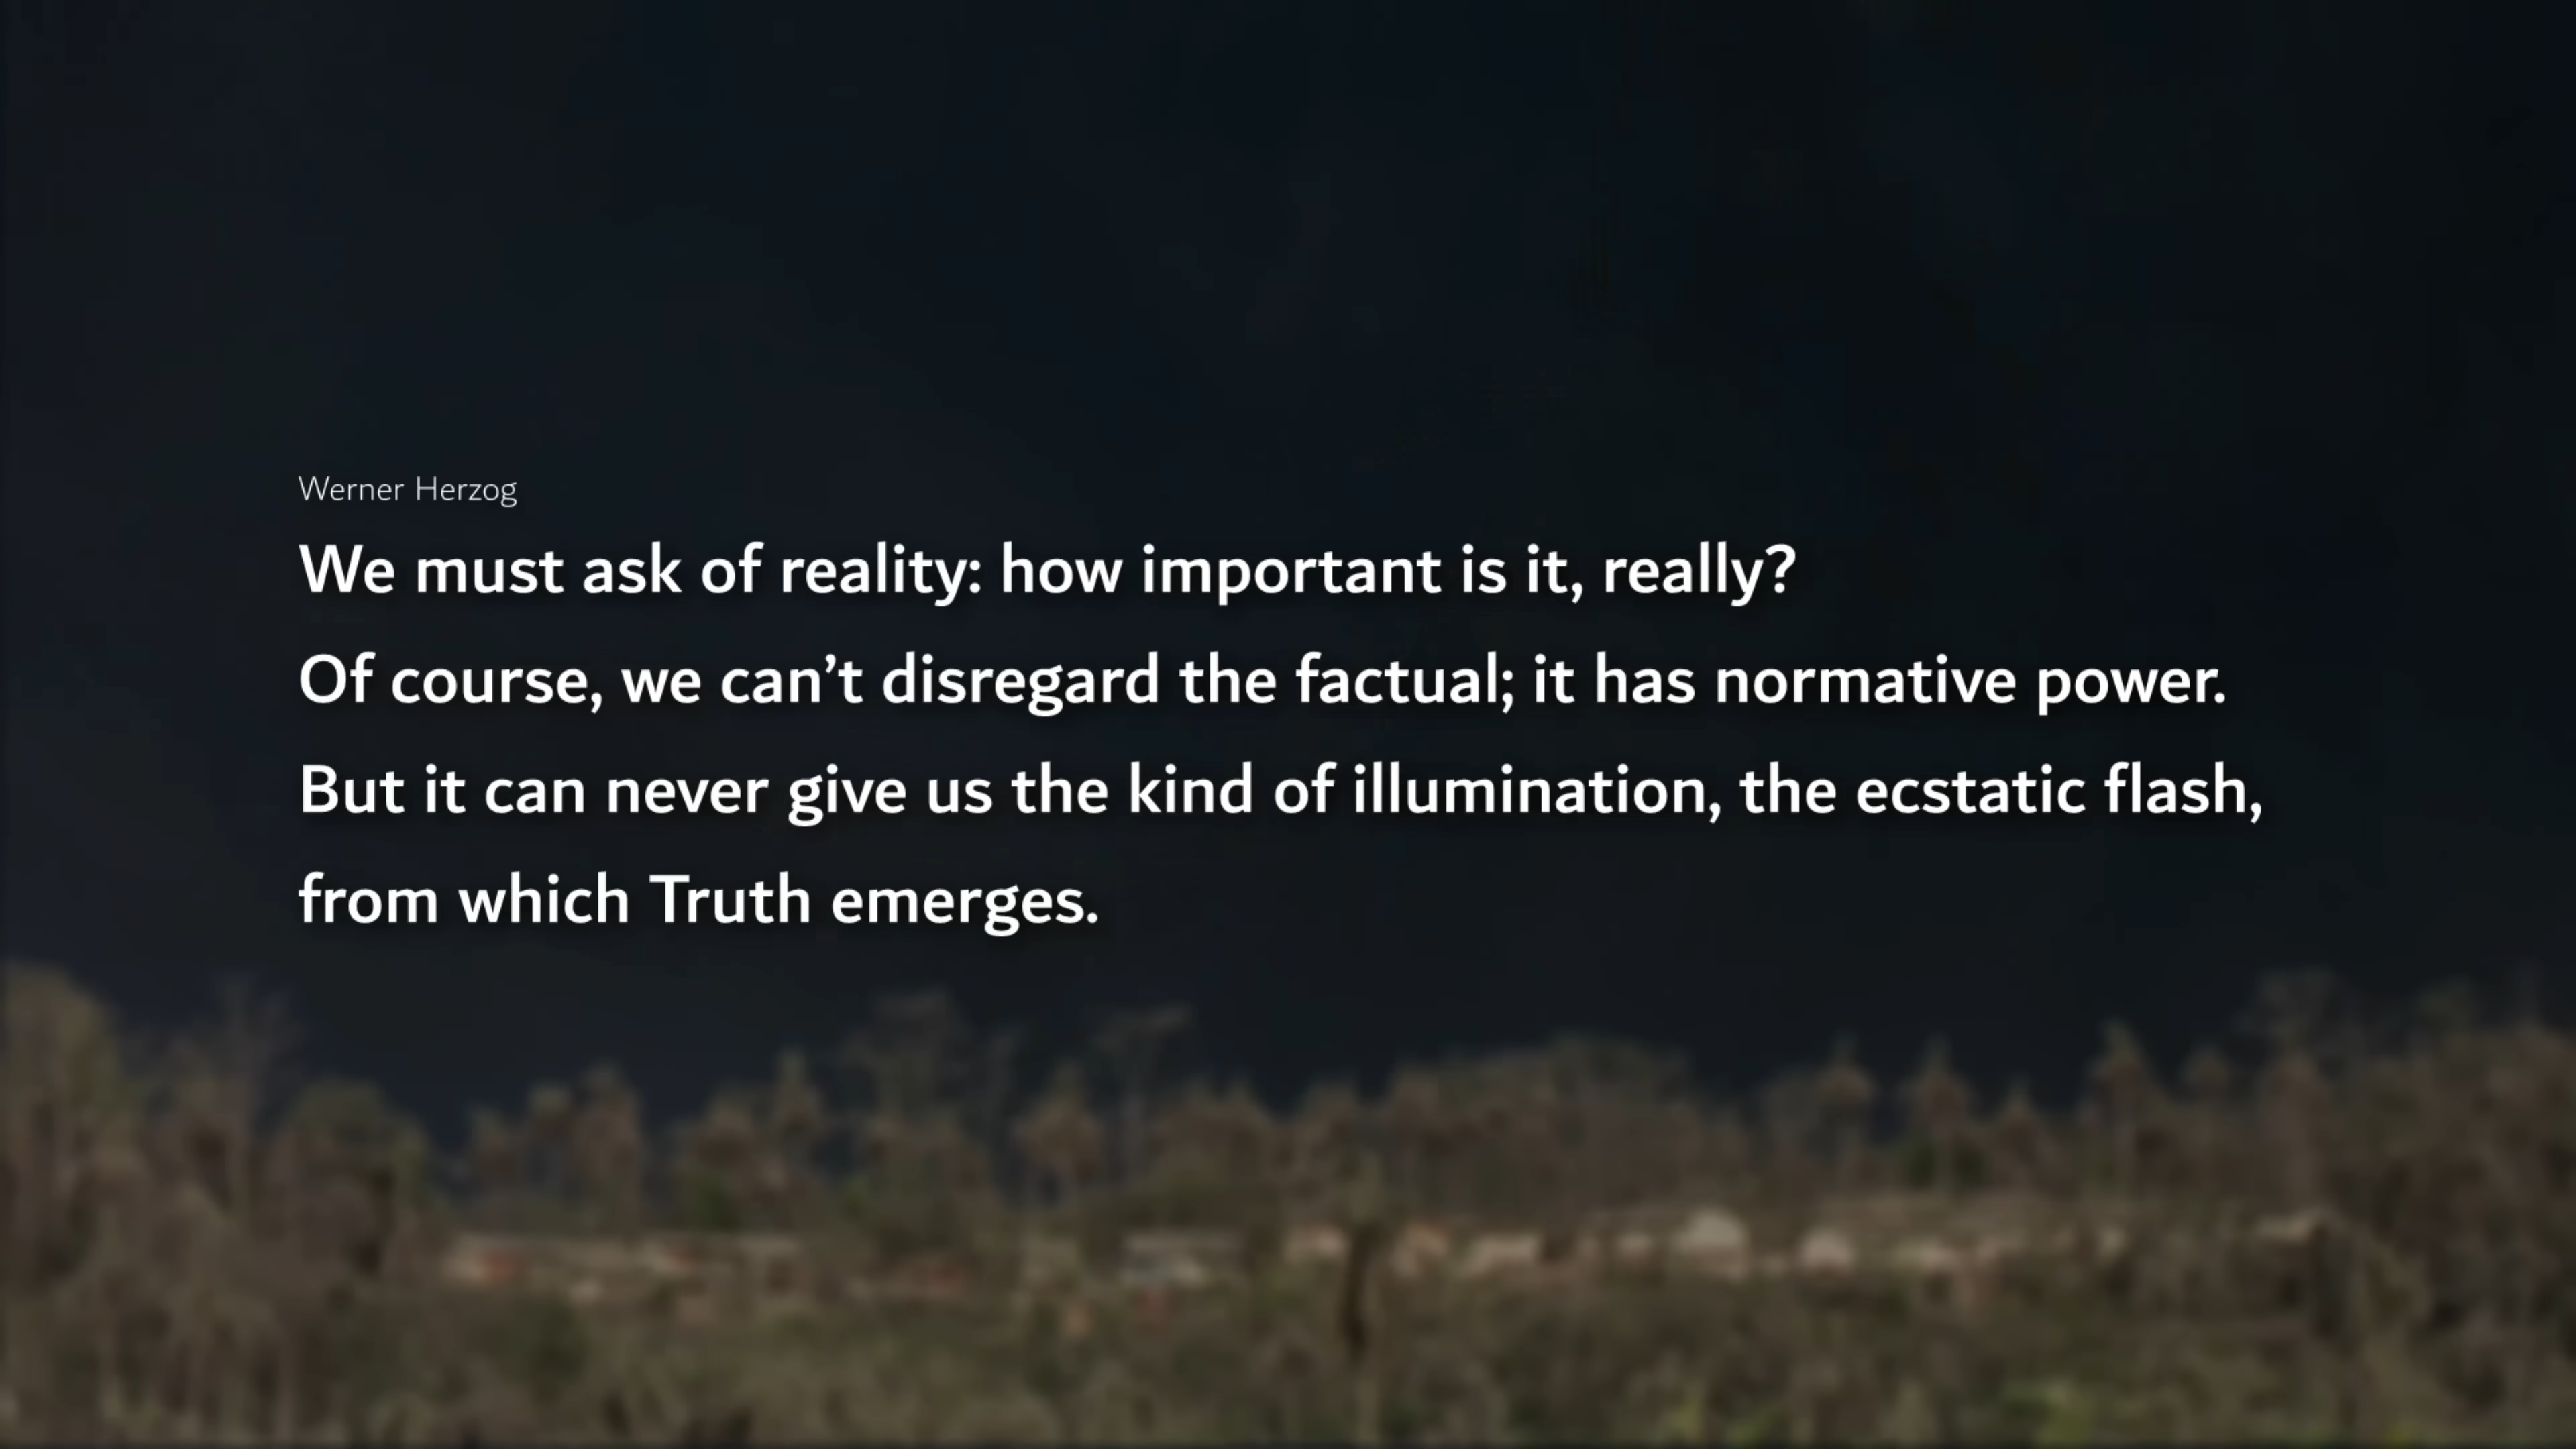 Werner Herzog
We must ask of reality: how important is it, really?
Of course, we can’t disregard the factual; it has normative power.
But it can never give us the kind of illumination, the ecstatic flash,
from which Truth emerges.